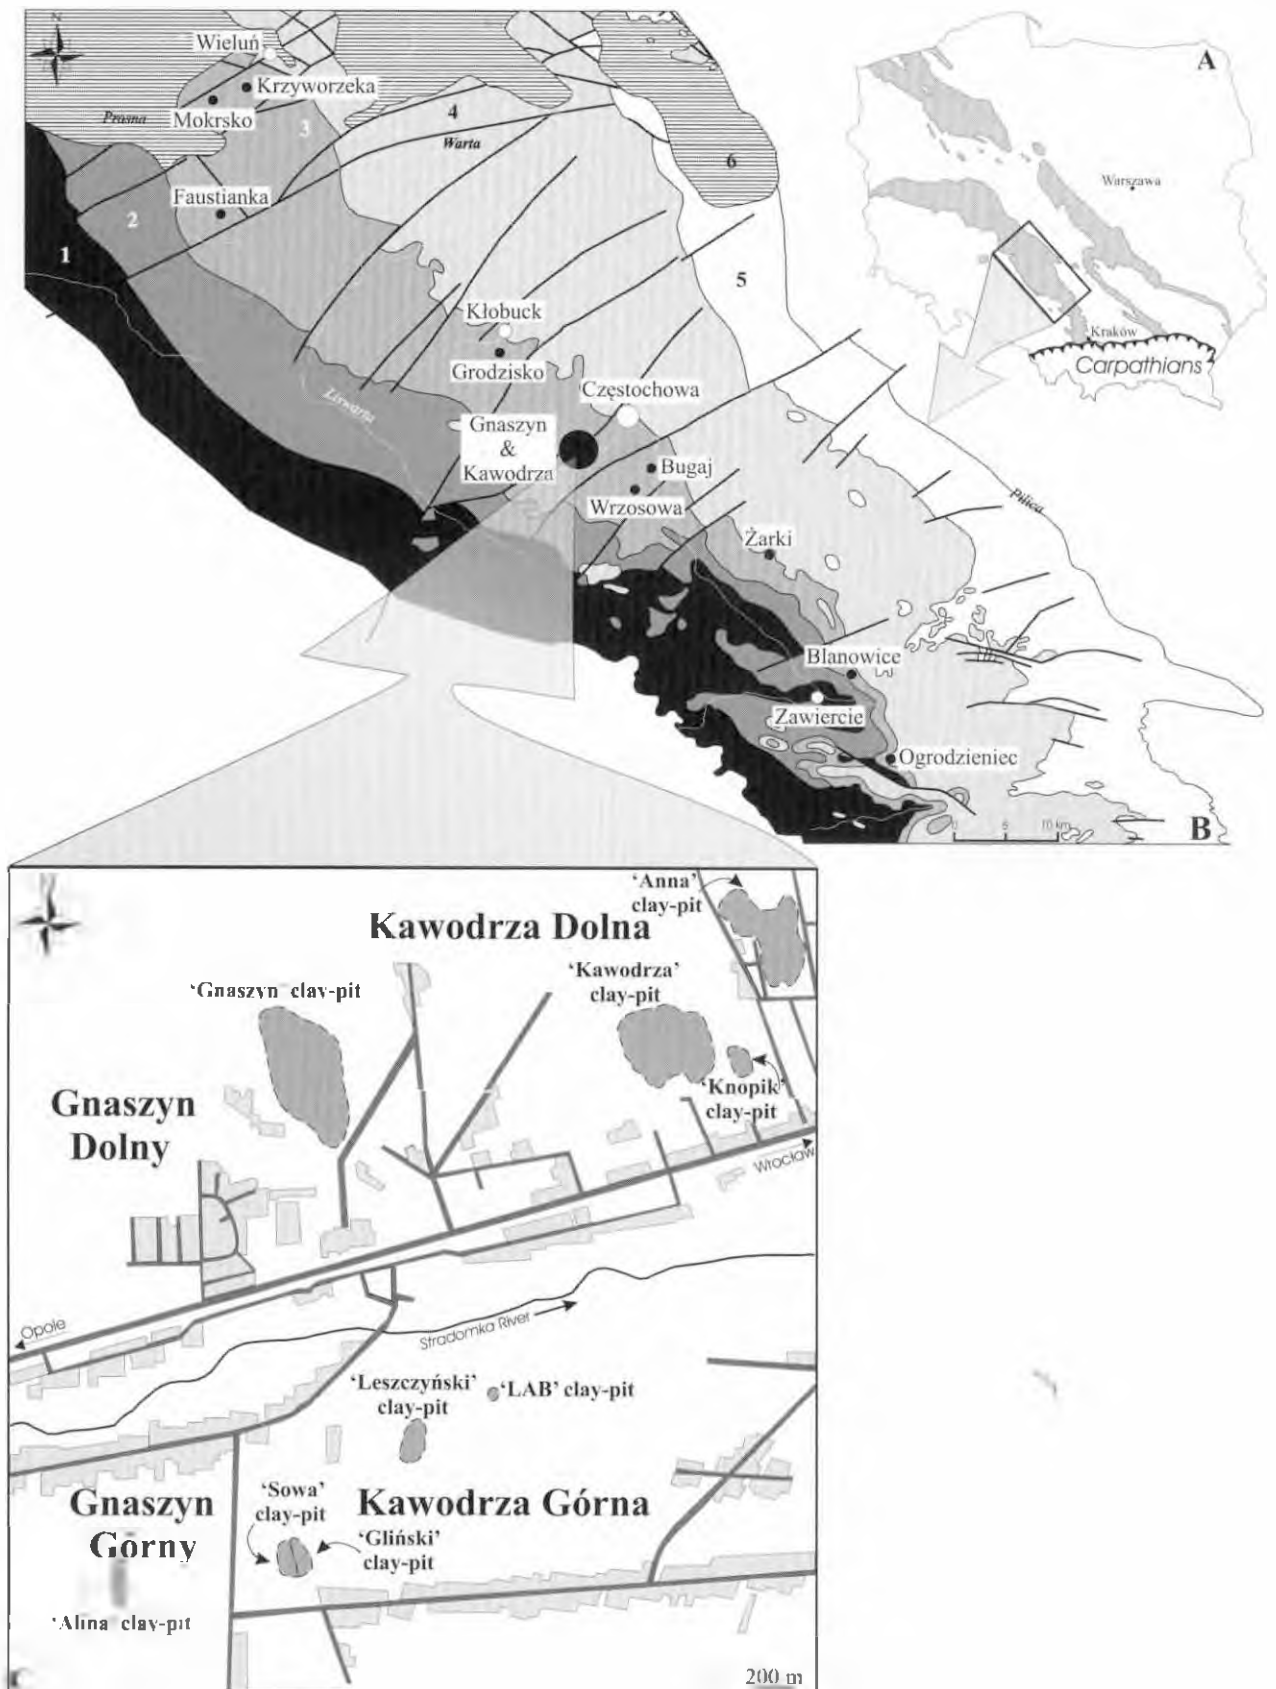 N
A
Wieluń
Krzyworzeka
Prosna
Mokrsko
3
4
Warta
6
Warszawa
Faustianka
2
1
5
Kłobuck
Grodzisko
Kraków
Carpathians
Częstochowa
Liswarta
Gnaszyn
&
Kawodrza
Bugaj
Wrzosowa
Pilica
Żarki
Blanowice
Zawiercie
Ogrodzieniec
0 5 10 km
B
'Anna'
clay-pit
Kawodrza Dolna
'Kawodrza'
clay-pit
'Gnaszyn clay-pit
'Knopik'
clay-pit
Gnaszyn
Dolny
Wrocław
Opole
Stradomka River
'Leszczyński'
clay-pit
'LAB' clay-pit
Gnaszyn
Górny
'Sowa'
clay-pit
Kawodrza Górna
'Gliński'
clay-pit
'Alina clay-pit
200 m